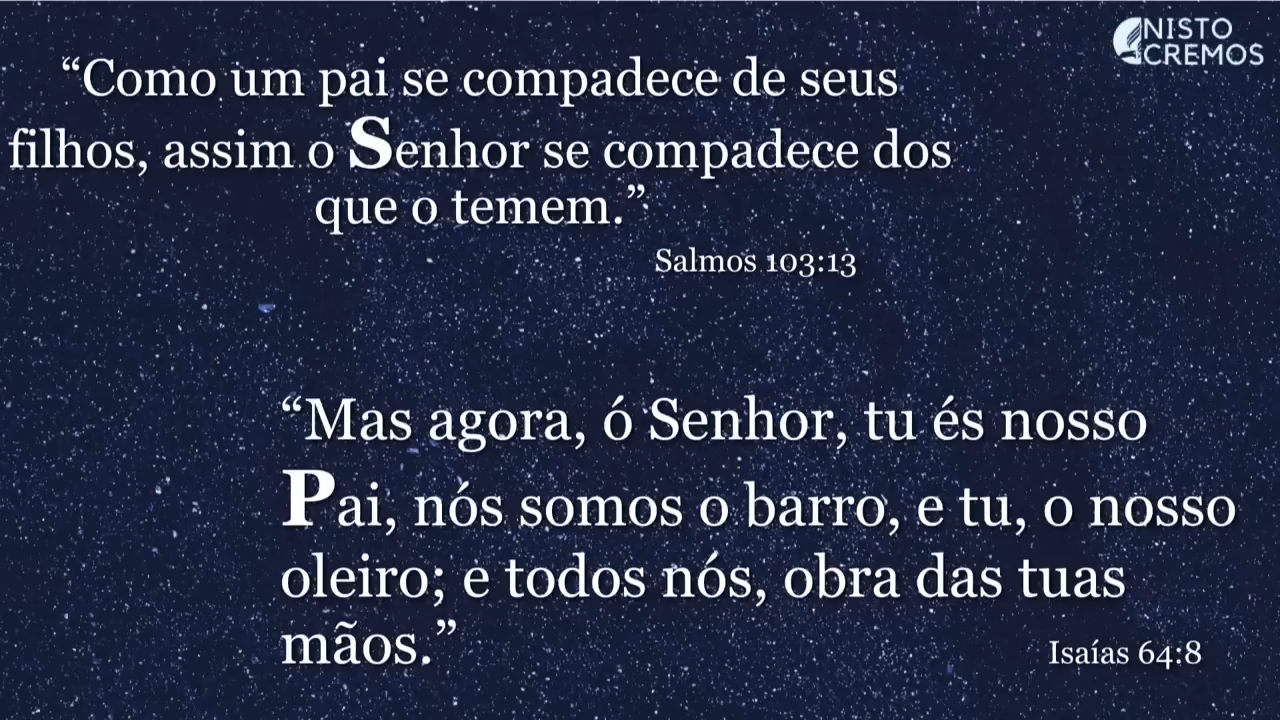 NISTO
CREMOS
“Como um pai se compadece de seus
filhos, assim o Senhor se compadece dos
que o temem.”
Salmos 103:13
“Mas agora, ó Senhor, tu és nosso
Pai, nós somos o barro, e tu, o nosso
oleiro; e todos nós, obra das tuas
mãos.”
Isaías 64:8